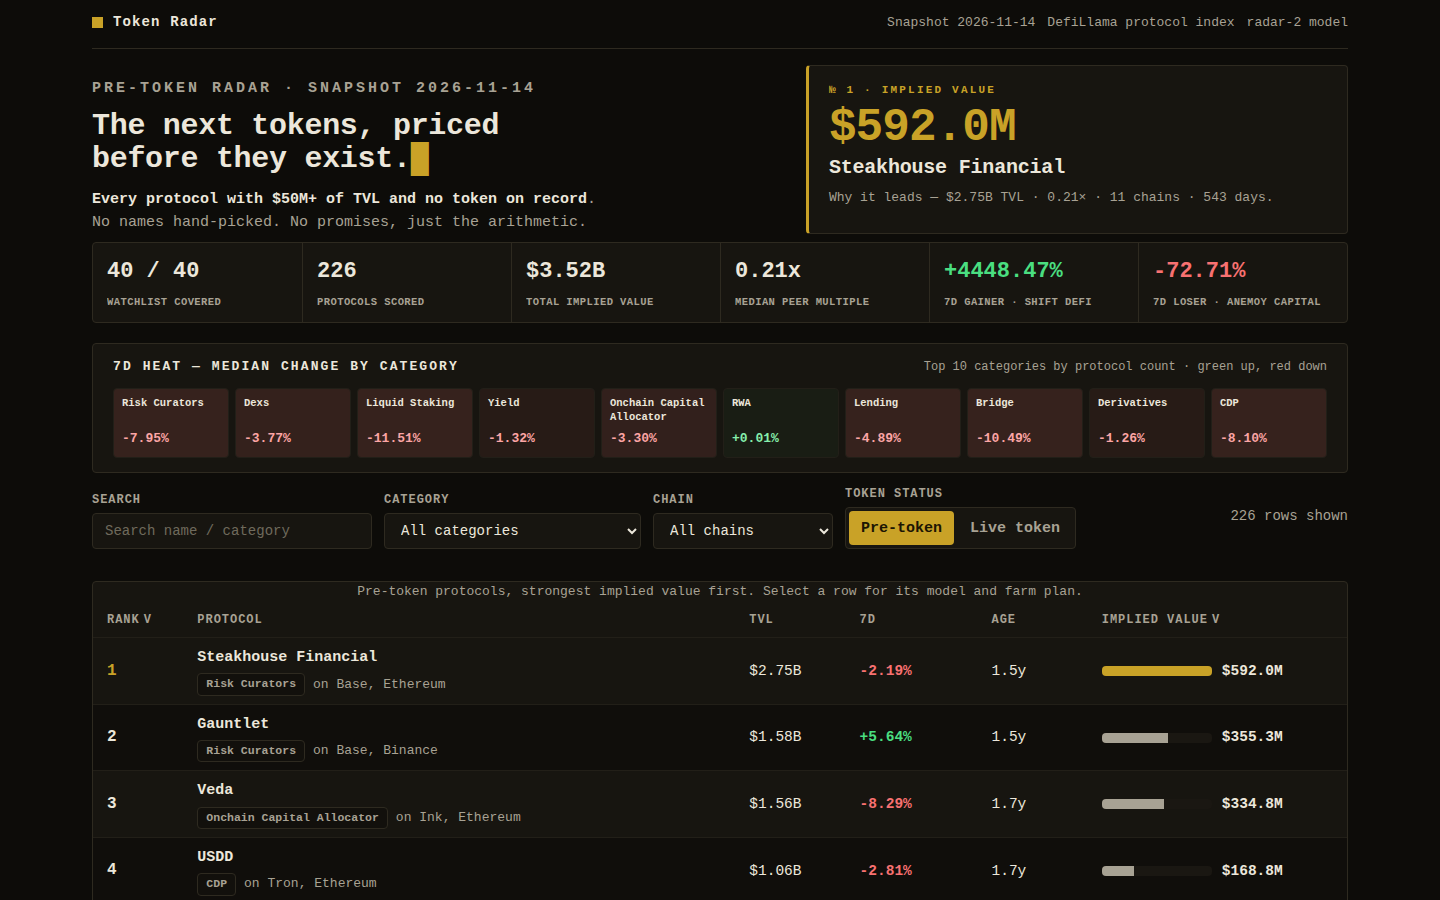 Token Radar
Snapshot 2026-11-14 DefiLlama protocol index radar-2 model
PRE-TOKEN RADAR · SNAPSHOT 2026-11-14
The next tokens, priced
before they exist.
Every protocol with $50M+ of TVL and no token on record.
No names hand-picked. No promises, just the arithmetic.
№ 1 · IMPLIED VALUE
$592.0M
Steakhouse Financial
Why it leads — $2.75B TVL · 0.21× · 11 chains · 543 days.
40 / 40
WATCHLIST COVERED
226
PROTOCOLS SCORED
$3.52B
TOTAL IMPLIED VALUE
0.21x
MEDIAN PEER MULTIPLE
+4448.47%
7D GAINER · SHIFT DEFI
-72.71%
7D LOSER · ANEMOY CAPITAL
7D HEAT — MEDIAN CHANGE BY CATEGORY
Top 10 categories by protocol count · green up, red down
Risk Curators
-7.95%
Dexs
-3.77%
Liquid Staking
-11.51%
Yield
-1.32%
Onchain Capital
Allocator
-3.30%
RWA
+0.01%
Lending
-4.89%
Bridge
-10.49%
Derivatives
-1.26%
CDP
-8.10%
SEARCH
Search name / category
CATEGORY
All categories
CHAIN
All chains
TOKEN STATUS
Pre-token Live token
226 rows shown
Pre-token protocols, strongest implied value first. Select a row for its model and farm plan.
RANK V PROTOCOL TVL 7D AGE IMPLIED VALUE V
1 Steakhouse Financial $2.75B -2.19% 1.5y $592.0M
Risk Curators on Base, Ethereum
2 Gauntlet $1.58B +5.64% 1.5y $355.3M
Risk Curators on Base, Binance
3 Veda $1.56B -8.29% 1.7y $334.8M
Onchain Capital Allocator on Ink, Ethereum
4 USDD $1.06B -2.81% 1.7y $168.8M
CDP on Tron, Ethereum